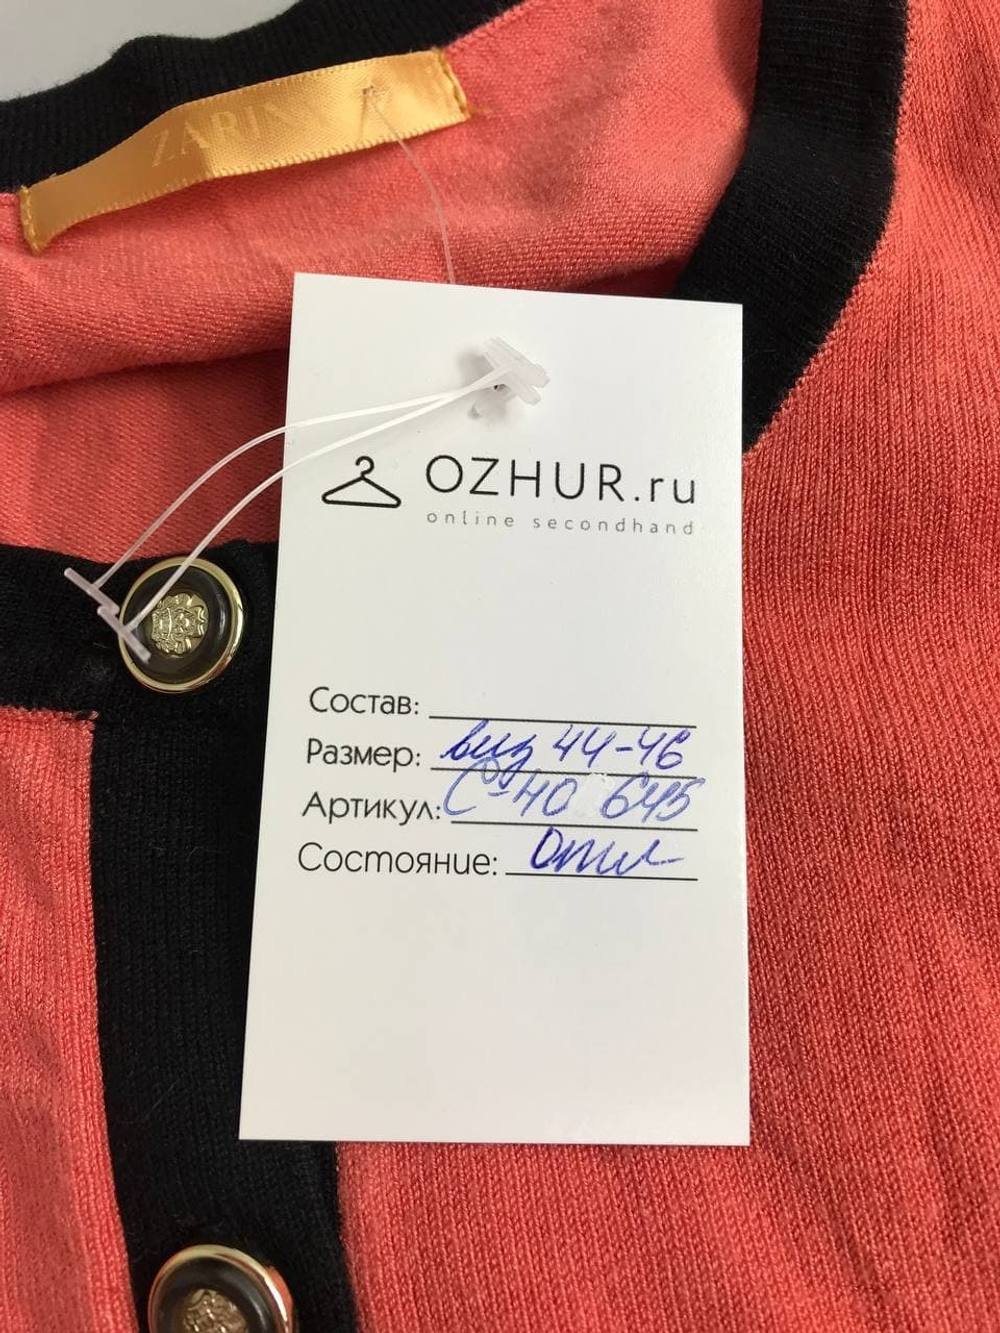 ZARINA
OZHUR.ru
online secondhand
Состав:
Размер: виз 44-46
Артикул: С-40 645
Состояние: Отл